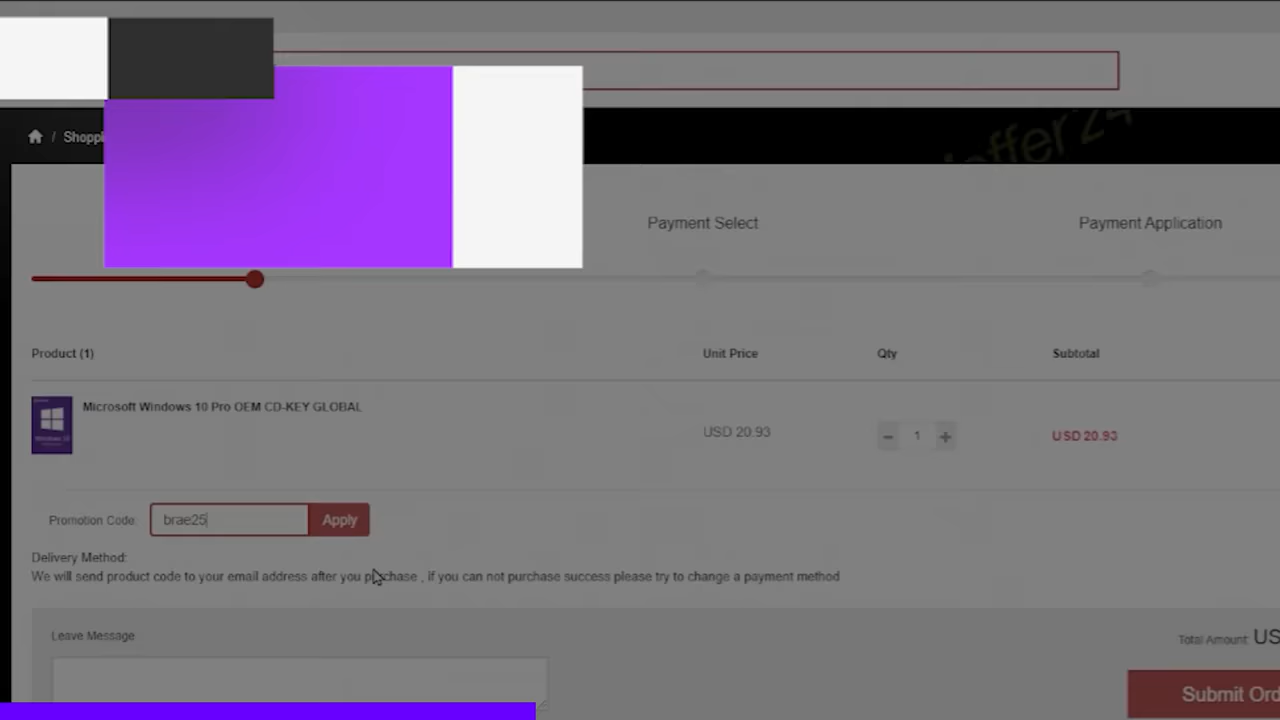 / Shoppi
offer24
Payment Select
Payment Application
Product (1)
Unit Price
Qty
Subtotal
Microsoft Windows 10 Pro OEM CD-KEY GLOBAL
USD 20.93
1
USD 20.93
Promotion Code:
brae25
Apply
Delivery Method:
We will send product code to your email address after you purchase , if you can not purchase success please try to change a payment method
Leave Message
Total Amount: US
Submit Ord